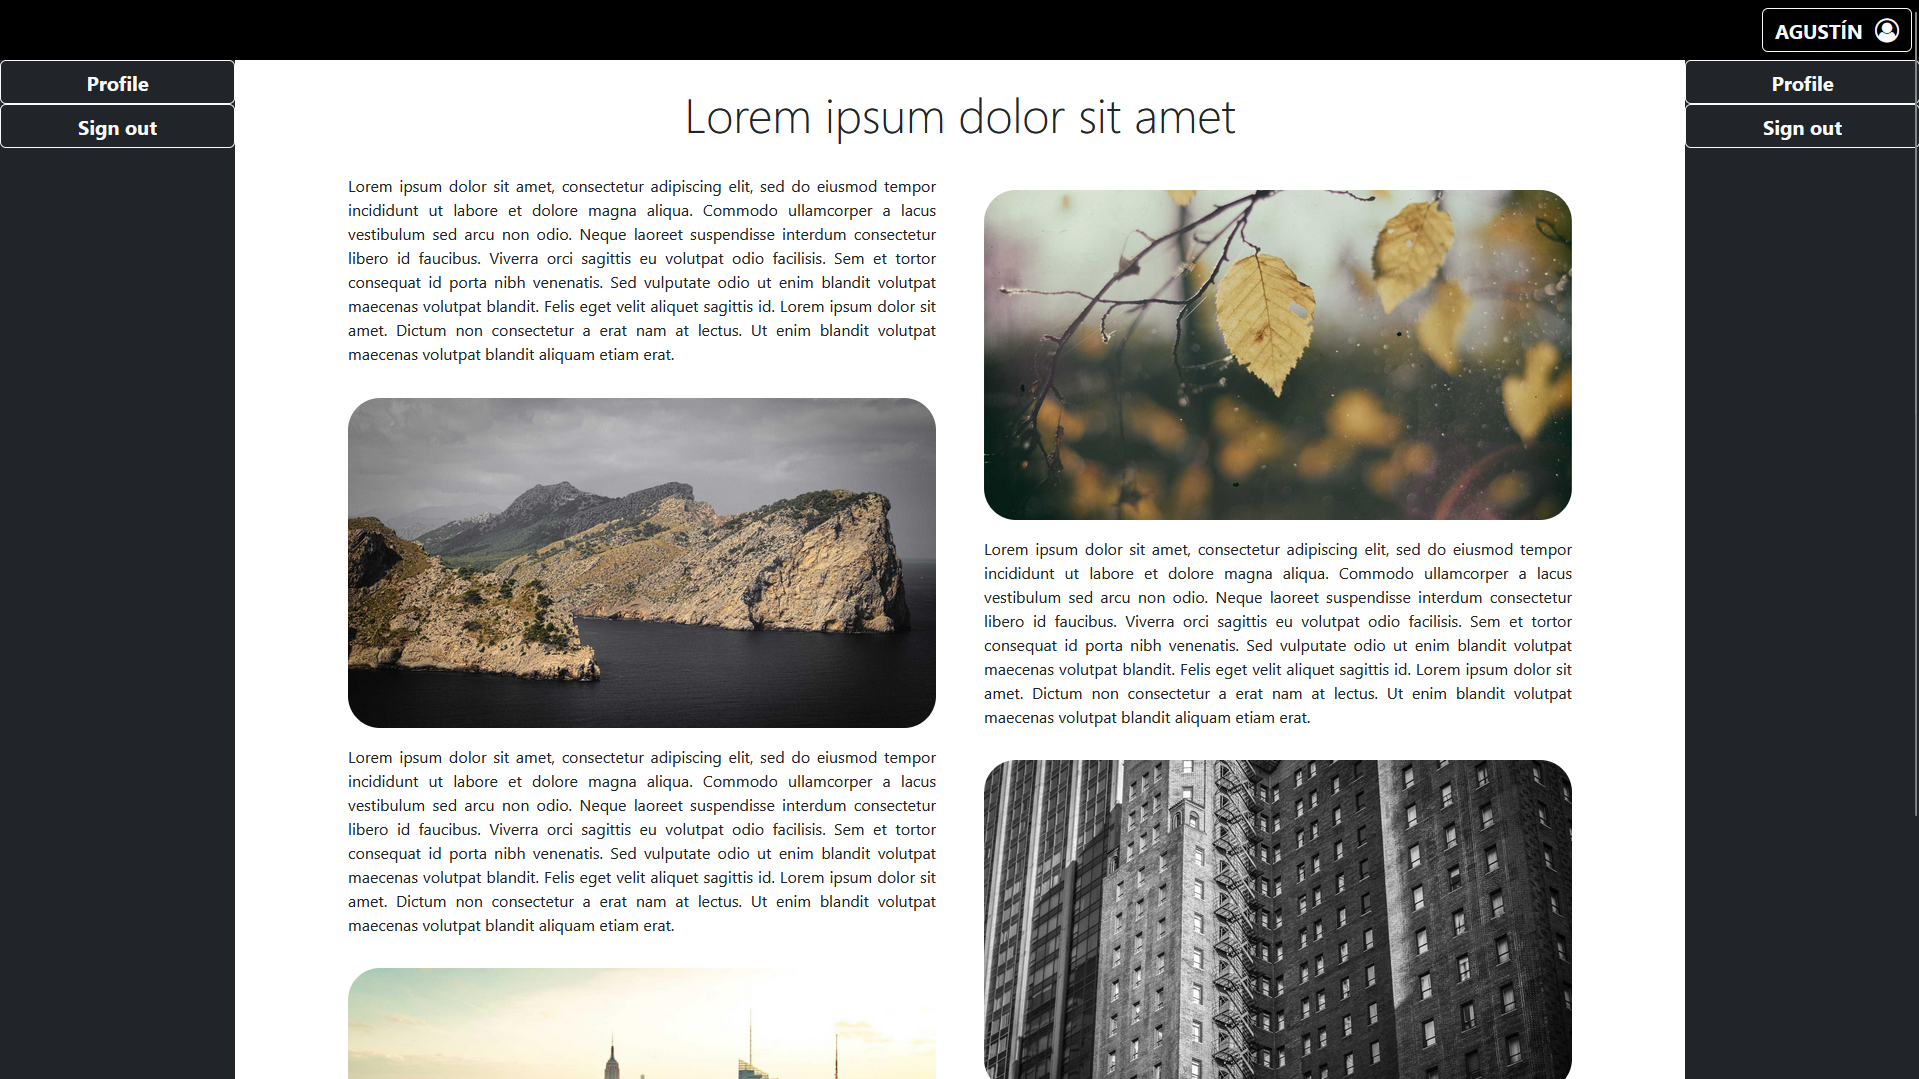 AGUSTÍN
Profile
Sign out
Profile
Sign out
Lorem ipsum dolor sit amet
Lorem ipsum dolor sit amet, consectetur adipiscing elit, sed do eiusmod tempor
incididunt ut labore et dolore magna aliqua. Commodo ullamcorper a lacus
vestibulum sed arcu non odio. Neque laoreet suspendisse interdum consectetur
libero id faucibus. Viverra orci sagittis eu volutpat odio facilisis. Sem et tortor
consequat id porta nibh venenatis. Sed vulputate odio ut enim blandit volutpat
maecenas volutpat blandit. Felis eget velit aliquet sagittis id. Lorem ipsum dolor sit
amet. Dictum non consectetur a erat nam at lectus. Ut enim blandit volutpat
maecenas volutpat blandit aliquam etiam erat.
Lorem ipsum dolor sit amet, consectetur adipiscing elit, sed do eiusmod tempor
incididunt ut labore et dolore magna aliqua. Commodo ullamcorper a lacus
vestibulum sed arcu non odio. Neque laoreet suspendisse interdum consectetur
libero id faucibus. Viverra orci sagittis eu volutpat odio facilisis. Sem et tortor
consequat id porta nibh venenatis. Sed vulputate odio ut enim blandit volutpat
maecenas volutpat blandit. Felis eget velit aliquet sagittis id. Lorem ipsum dolor sit
amet. Dictum non consectetur a erat nam at lectus. Ut enim blandit volutpat
maecenas volutpat blandit aliquam etiam erat.
Lorem ipsum dolor sit amet, consectetur adipiscing elit, sed do eiusmod tempor
incididunt ut labore et dolore magna aliqua. Commodo ullamcorper a lacus
vestibulum sed arcu non odio. Neque laoreet suspendisse interdum consectetur
libero id faucibus. Viverra orci sagittis eu volutpat odio facilisis. Sem et tortor
consequat id porta nibh venenatis. Sed vulputate odio ut enim blandit volutpat
maecenas volutpat blandit. Felis eget velit aliquet sagittis id. Lorem ipsum dolor sit
amet. Dictum non consectetur a erat nam at lectus. Ut enim blandit volutpat
maecenas volutpat blandit aliquam etiam erat.